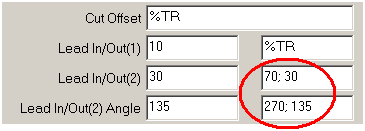 Cut Offset %TR
Lead In/Out(1) 10 %TR
Lead In/Out(2) 30 70; 30
Lead In/Out(2) Angle 135 270; 135